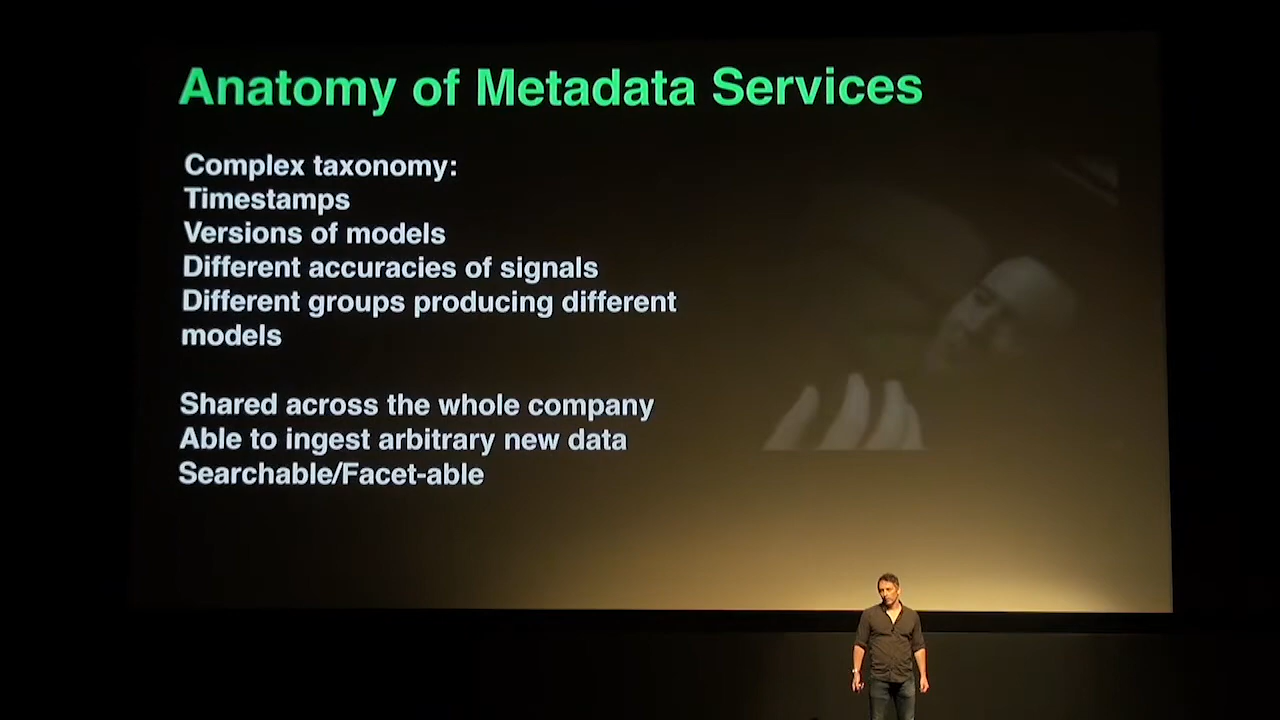 Anatomy of Metadata Services
Complex taxonomy:
Timestamps
Versions of models
Different accuracies of signals
Different groups producing different
models
Shared across the whole company
Able to ingest arbitrary new data
Searchable/Facet-able